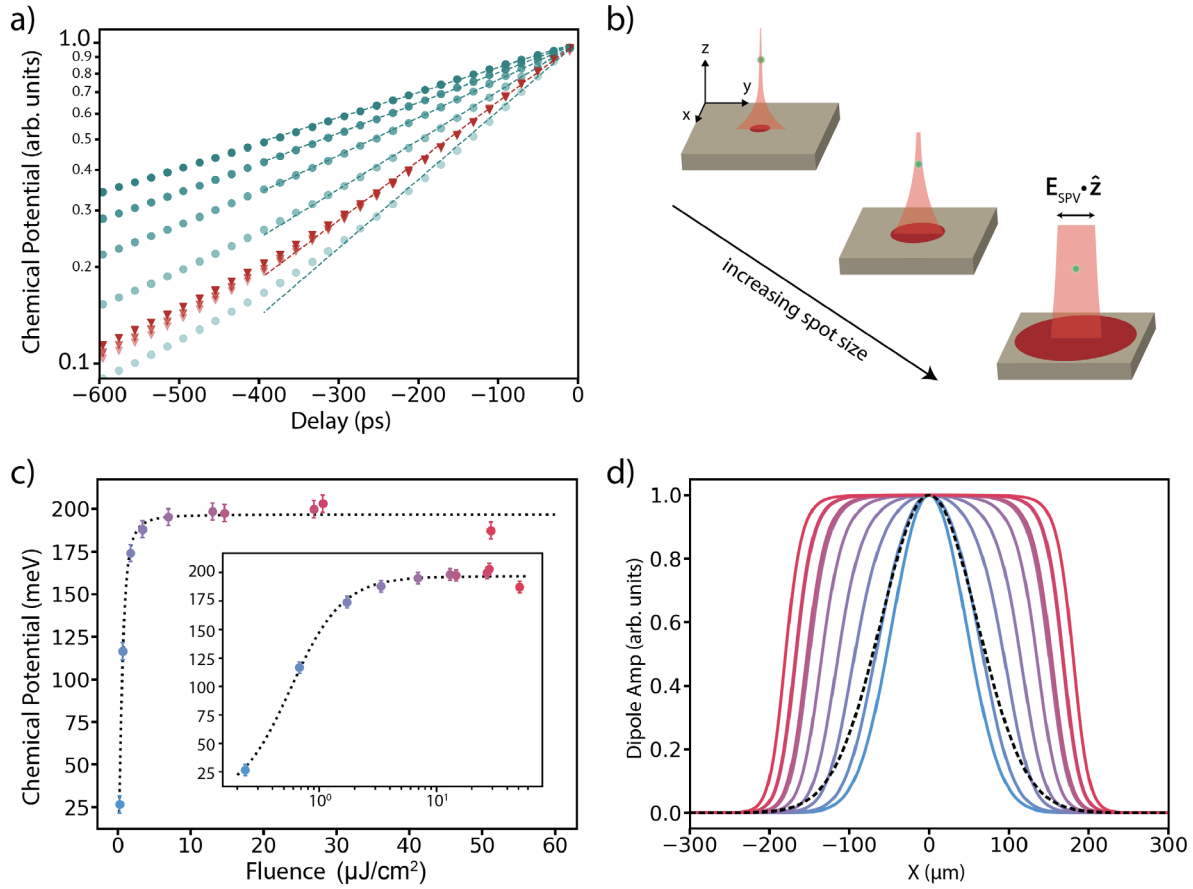 a)
Chemical Potential (arb. units)
1.0
0.9
0.8
0.7
0.6
0.5
0.4
0.3
0.2
0.1
−600 −500 −400 −300 −200 −100 0
Delay (ps)
b)
z
y
x
E_SPV•ẑ
increasing spot size
c)
Chemical Potential (meV)
200
175
150
125
100
75
50
25
0 10 20 30 40 50 60
Fluence (μJ/cm²)
200
175
150
125
100
75
50
25
10⁰ 10¹
d)
Dipole Amp (arb. units)
1.0
0.8
0.6
0.4
0.2
0.0
−300 −200 −100 0 100 200 300
X (μm)